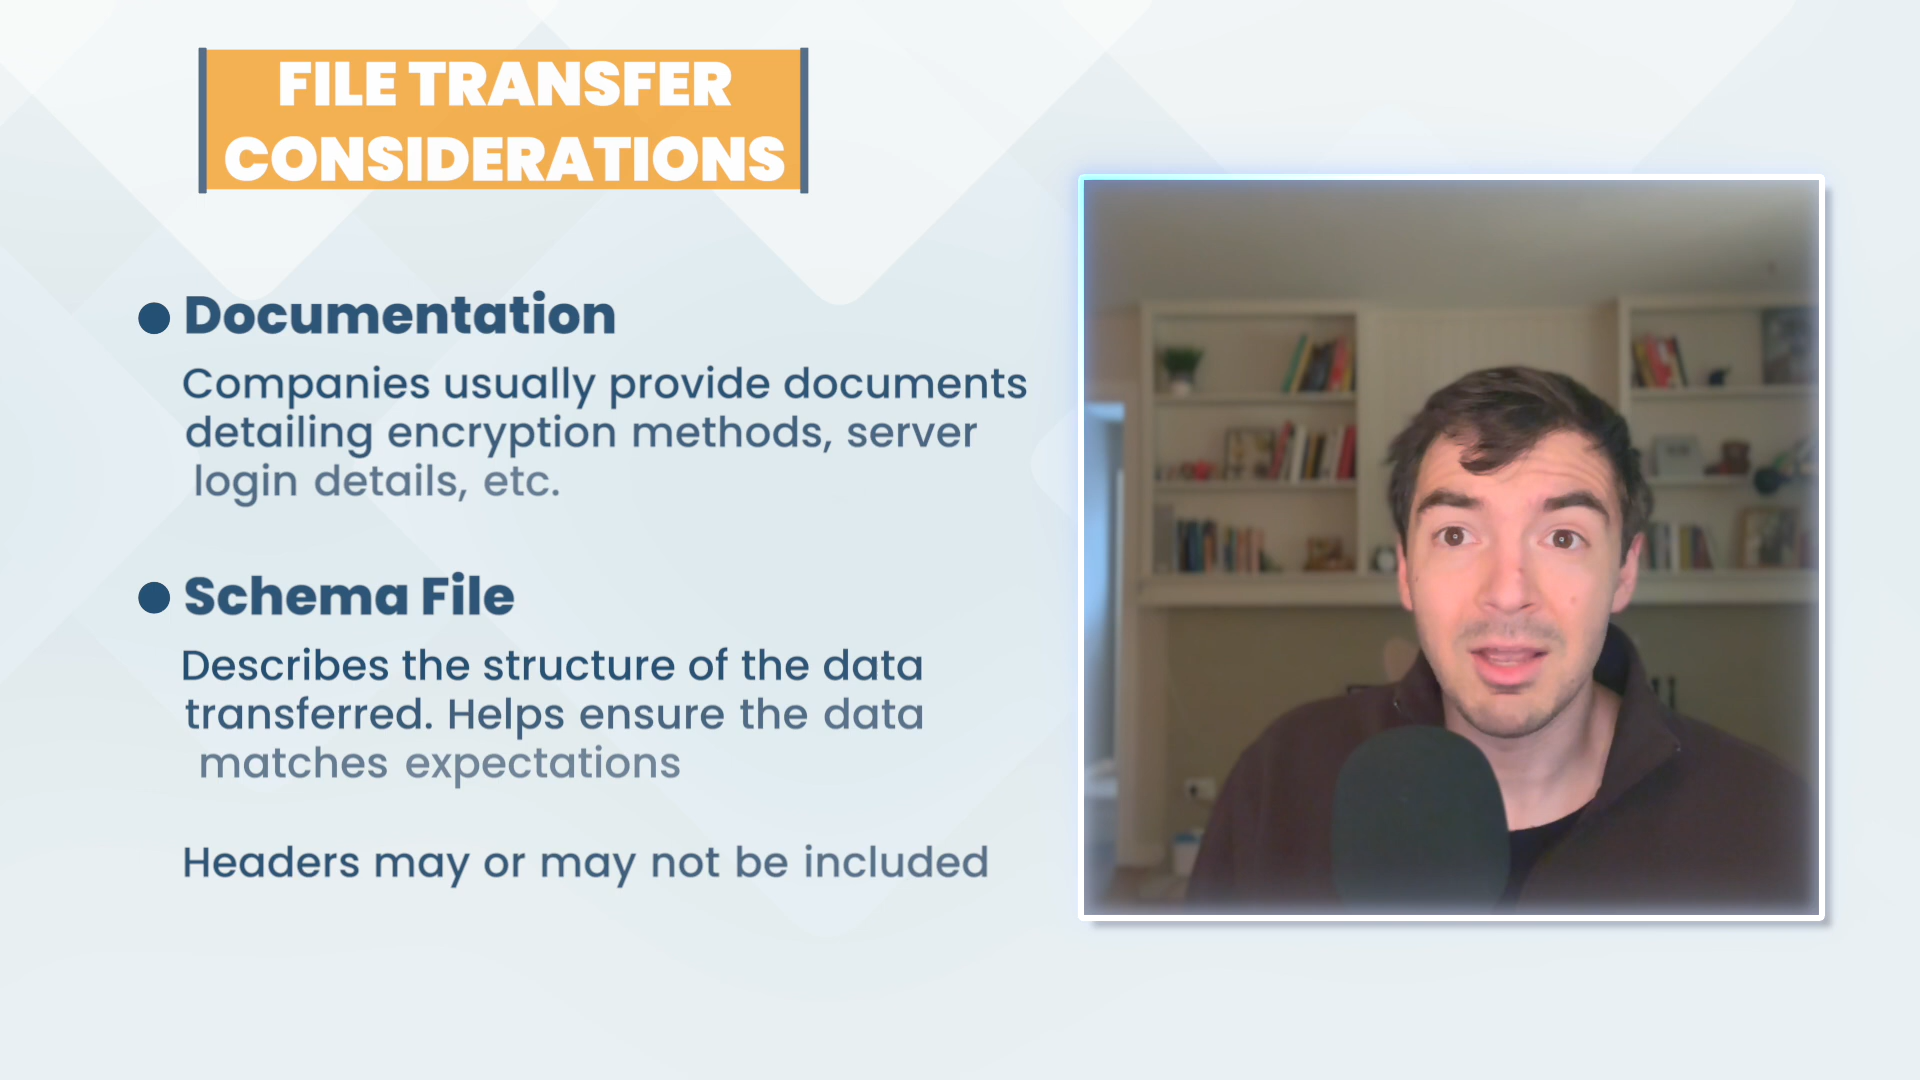 FILE TRANSFER
CONSIDERATIONS
Documentation
Companies usually provide documents
detailing encryption methods, server
login details, etc.
Schema File
Describes the structure of the data
transferred. Helps ensure the data
matches expectations
Headers may or may not be included